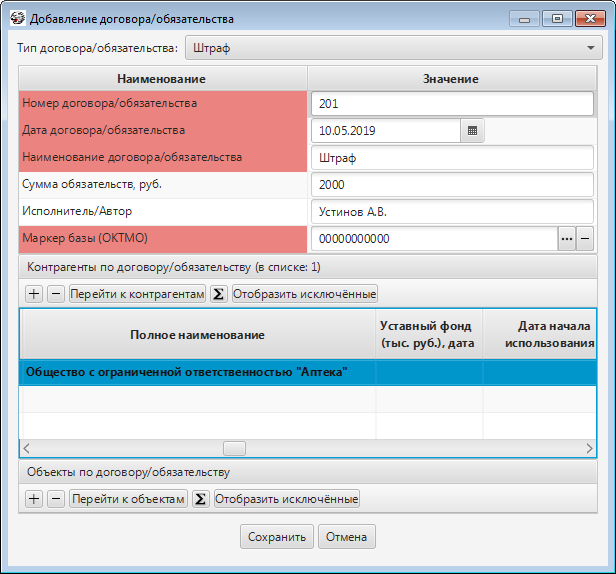 Добавление договора/обязательства
Тип договора/обязательства: Штраф
Наименование Значение
Номер договора/обязательства 201
Дата договора/обязательства 10.05.2019
Наименование договора/обязательства Штраф
Сумма обязательств, руб. 2000
Исполнитель/Автор Устинов А.В.
Маркер базы (ОКТМО) 00000000000 ... −
Контрагенты по договору/обязательству (в списке: 1)
+ − Перейти к контрагентам Σ Отобразить исключённые
Полное наименование Уставный фонд (тыс. руб.), дата Дата начала использования
Общество с ограниченной ответственностью "Аптека"
Объекты по договору/обязательству
+ − Перейти к объектам Σ Отобразить исключённые
Сохранить Отмена